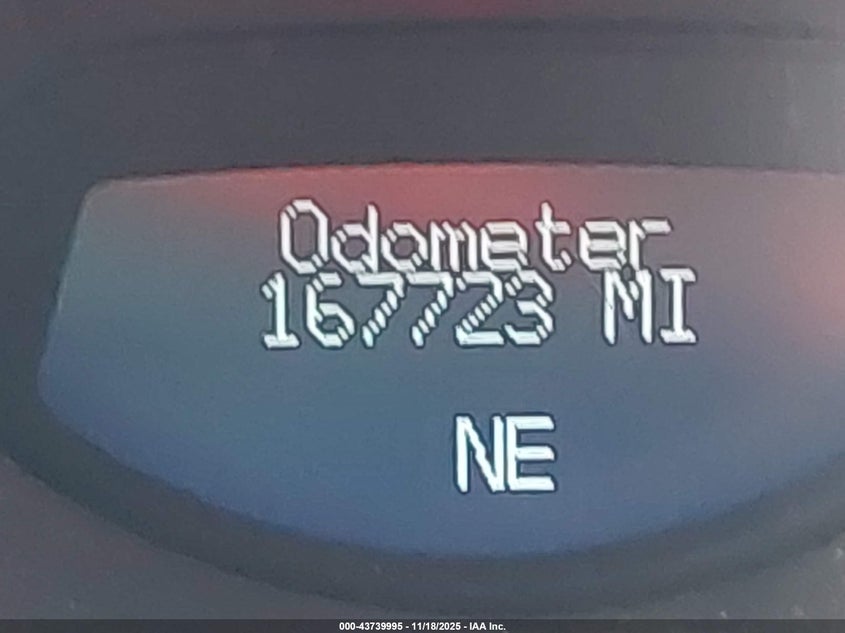 Odometer
167723 MI
NE
000-43739995 - 11/18/2025 - IAA Inc.